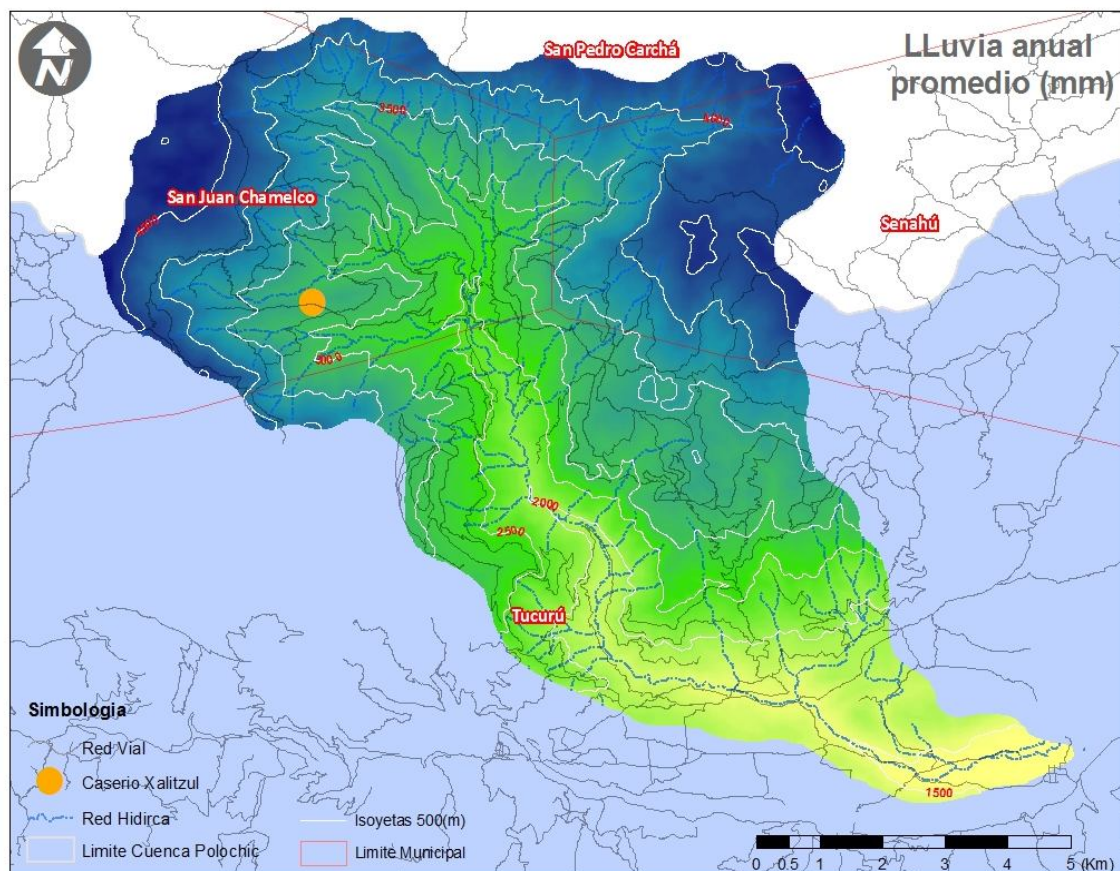 N
San Pedro Carchá
LLuvia anual
promedio (mm)
3500
San Juan Chamelco
Senahú
2000
2500
Tucurú
1500
Simbologia
Red Vial
Caserio Xalitzul
Red Hidirca
Limite Cuenca Polochic
Isoyetas 500(m)
Limite Municipal
0 0.5 1 2 3 4 5 (Km)